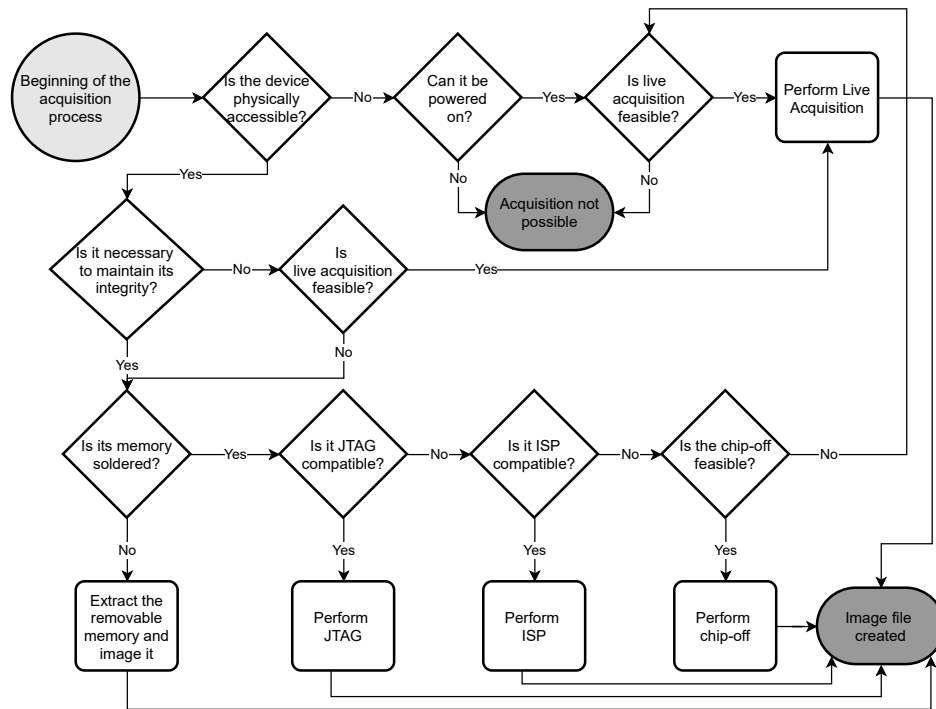 Beginning of the
acquisition
process
Is the device
physically
accessible?
No
Can it be
powered
on?
Yes
Is live
acquisition
feasible?
Yes
Perform Live
Acquisition
Yes
No
No
Acquisition not
possible
Is it necessary
to maintain its
integrity?
No
Is
live acquisition
feasible?
Yes
Yes
No
Is its memory
soldered?
Yes
Is it JTAG
compatible?
No
Is it ISP
compatible?
No
Is the chip-off
feasible?
No
No
Yes
Yes
Yes
Extract the
removable
memory and
image it
Perform
JTAG
Perform
ISP
Perform
chip-off
Image file
created